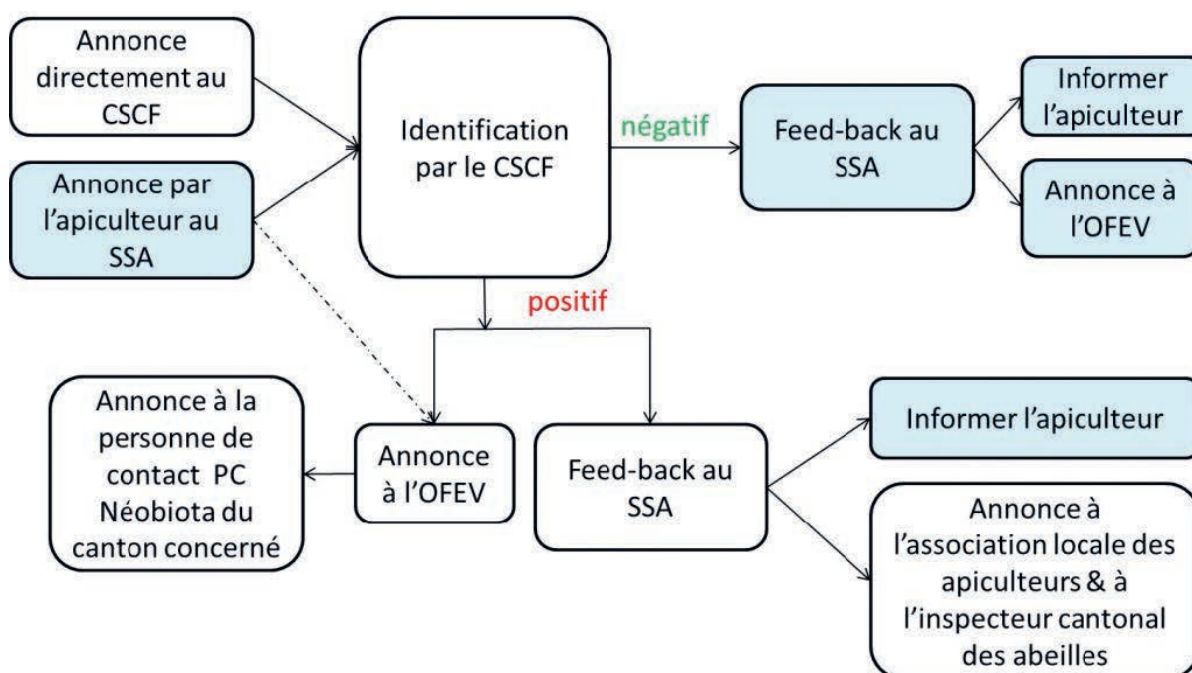 Annonce
directement au
CSCF
Annonce par
l'apiculteur au
SSA
Identification
par le CSCF
négatif
Feed-back au
SSA
Informer
l'apiculteur
Annonce à
l'OFEV
positif
Annonce à la
personne de
contact PC
Néobiota du
canton concerné
Annonce
à l'OFEV
Feed-back au
SSA
Informer l'apiculteur
Annonce à
l'association locale des
apiculteurs & à
l'inspecteur cantonal
des abeilles